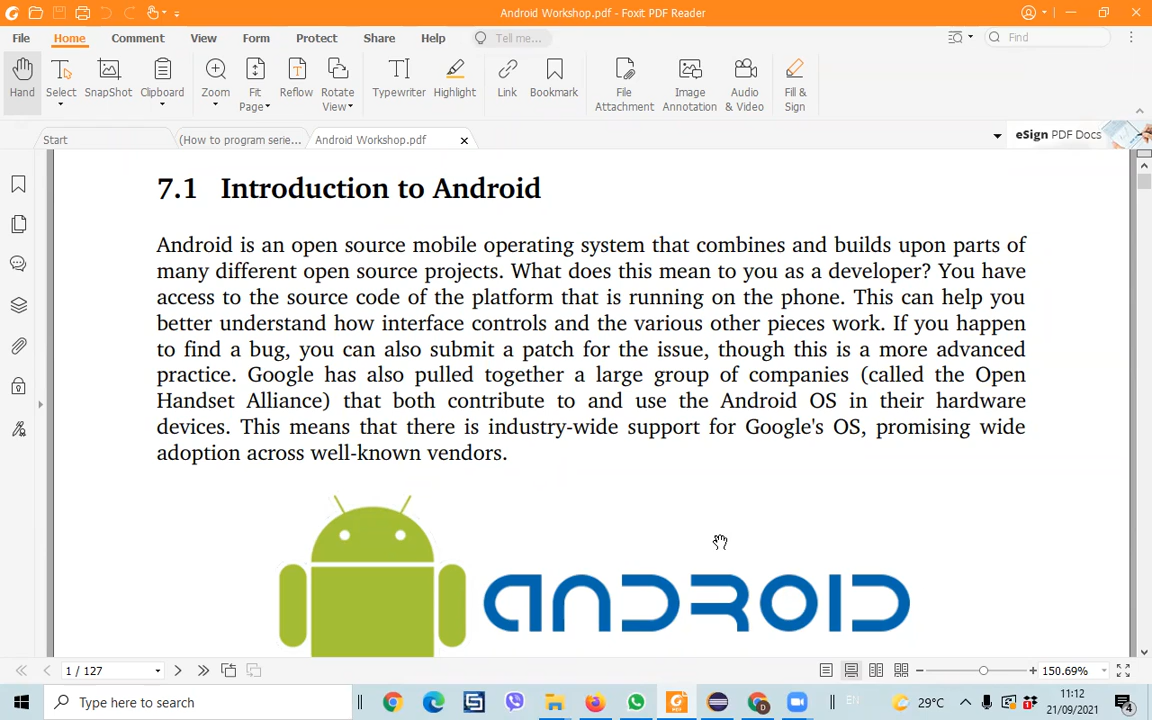 Android Workshop.pdf - Foxit PDF Reader
File Home Comment View Form Protect Share Help Tell me... Find
Hand Select SnapShot Clipboard Zoom Fit Page Reflow Rotate View Typewriter Highlight Link Bookmark File Attachment Image Annotation Audio & Video Fill & Sign
Start (How to program serie... Android Workshop.pdf eSign PDF Docs
7.1 Introduction to Android
Android is an open source mobile operating system that combines and builds upon parts of
many different open source projects. What does this mean to you as a developer? You have
access to the source code of the platform that is running on the phone. This can help you
better understand how interface controls and the various other pieces work. If you happen
to find a bug, you can also submit a patch for the issue, though this is a more advanced
practice. Google has also pulled together a large group of companies (called the Open
Handset Alliance) that both contribute to and use the Android OS in their hardware
devices. This means that there is industry-wide support for Google's OS, promising wide
adoption across well-known vendors.
ANDROID
1 / 127 150.69%
Type here to search EN 29°C 11:12
21/09/2021 4